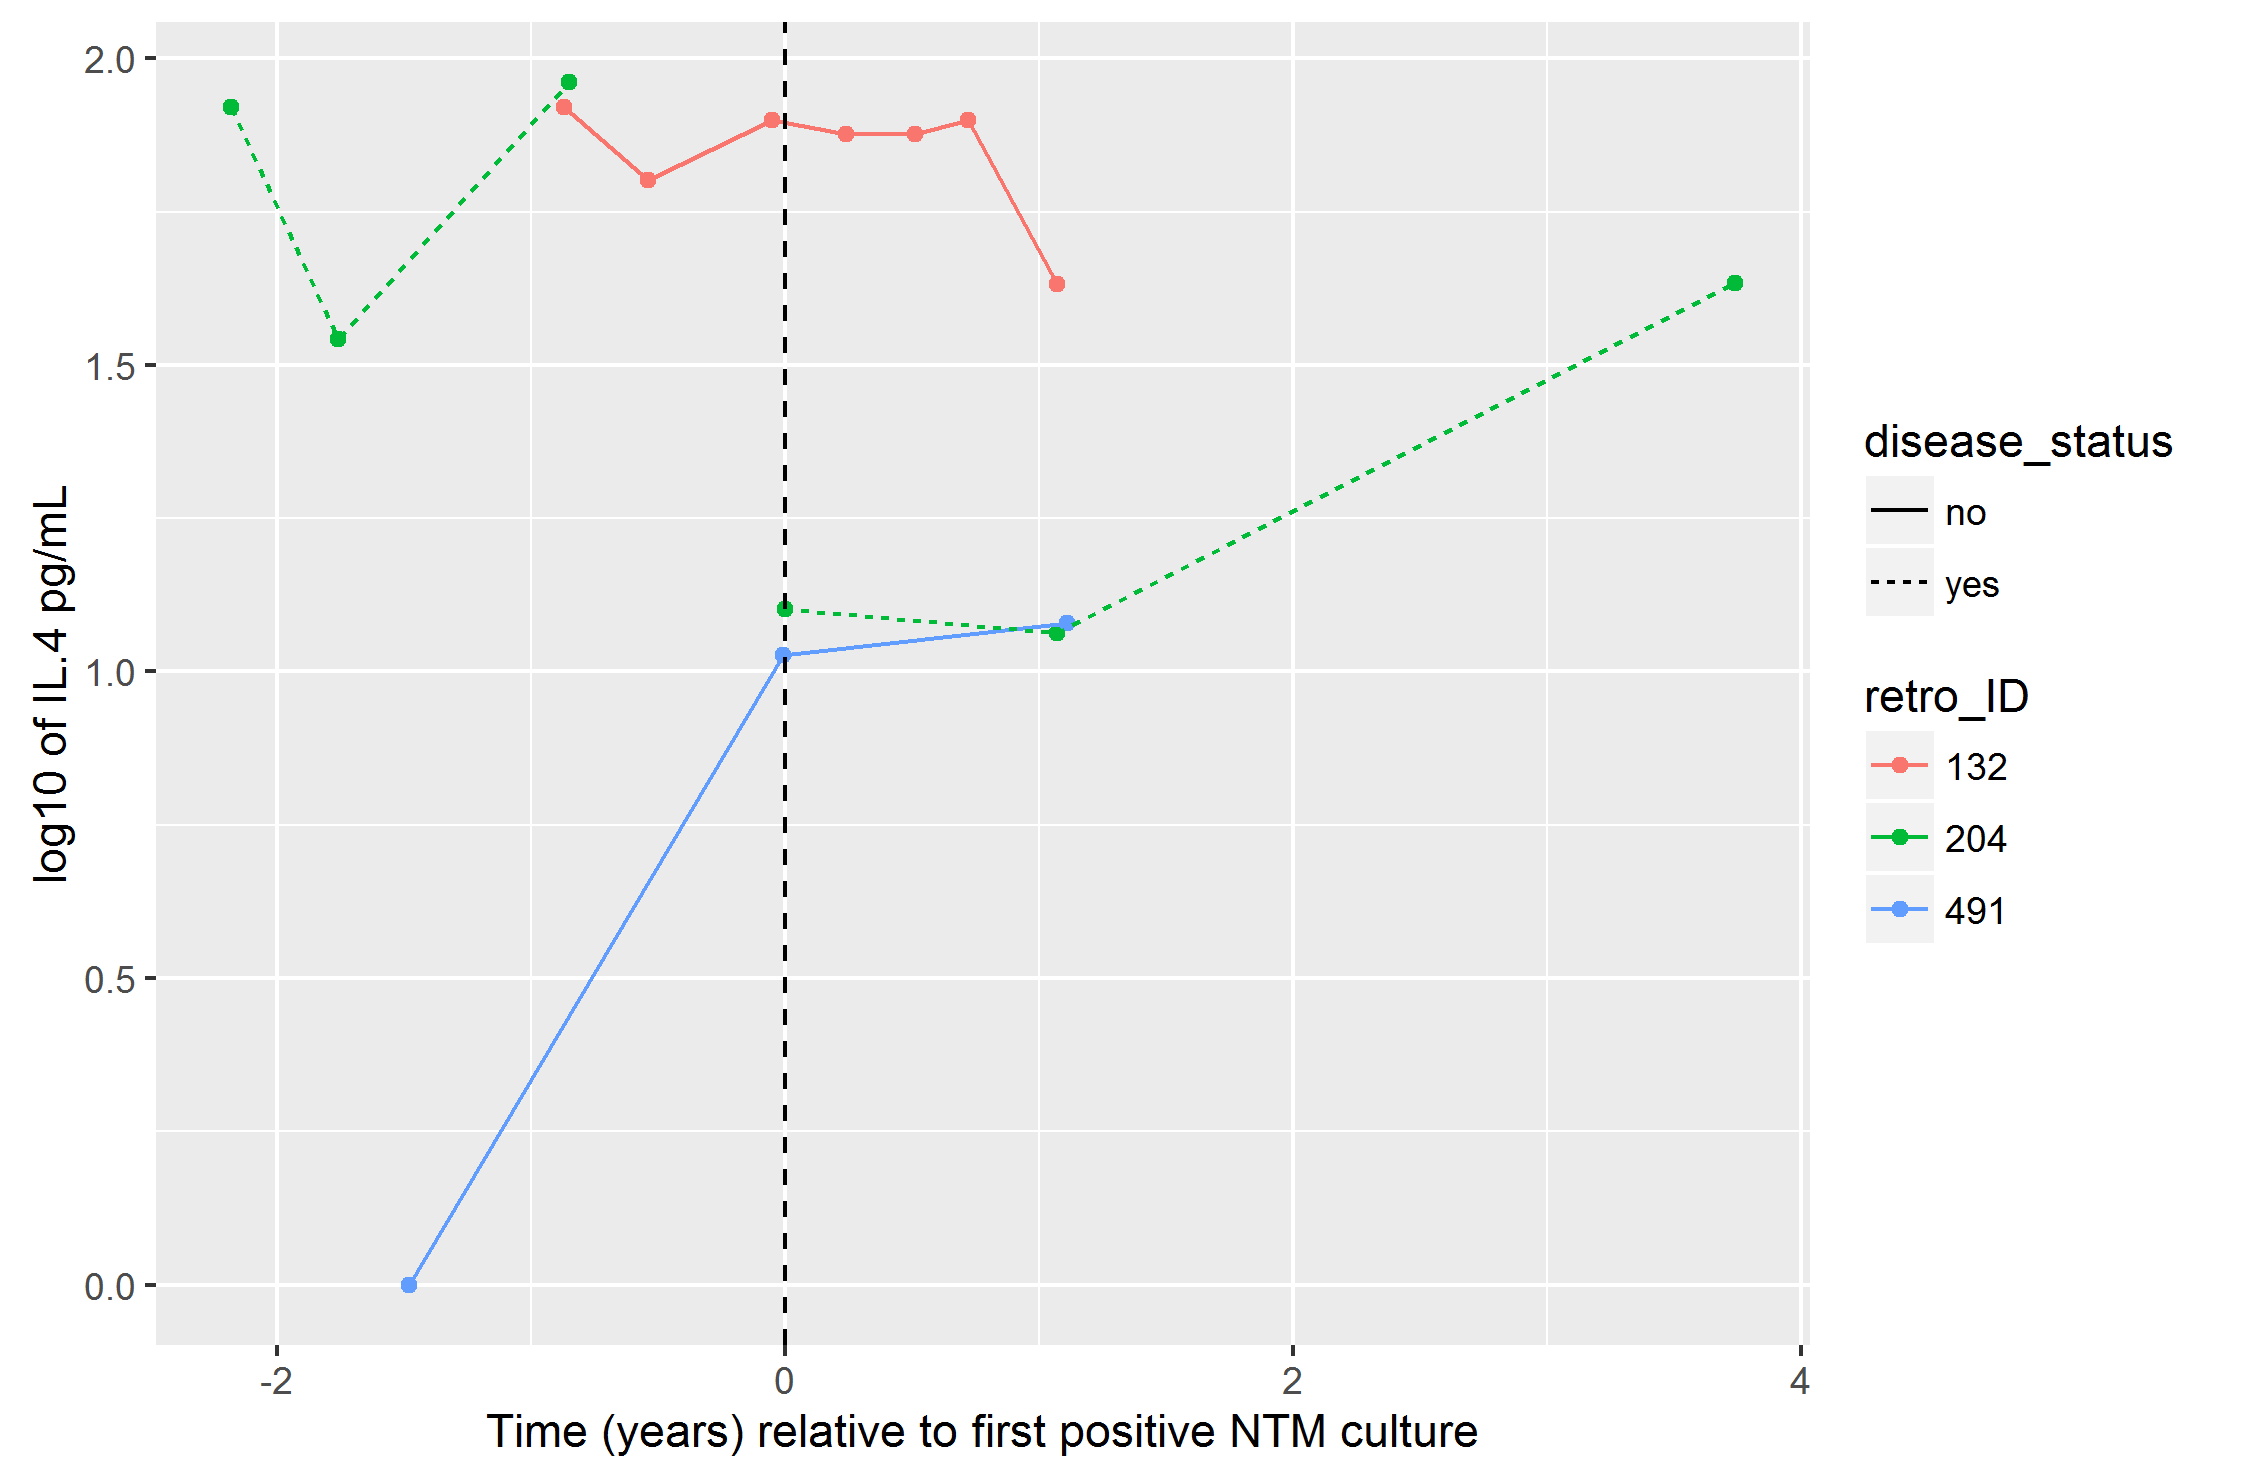 log10 of IL.4 pg/mL
2.0
1.5
1.0
0.5
0.0
-2
0
2
4
Time (years) relative to first positive NTM culture
disease_status
no
yes
retro_ID
132
204
491